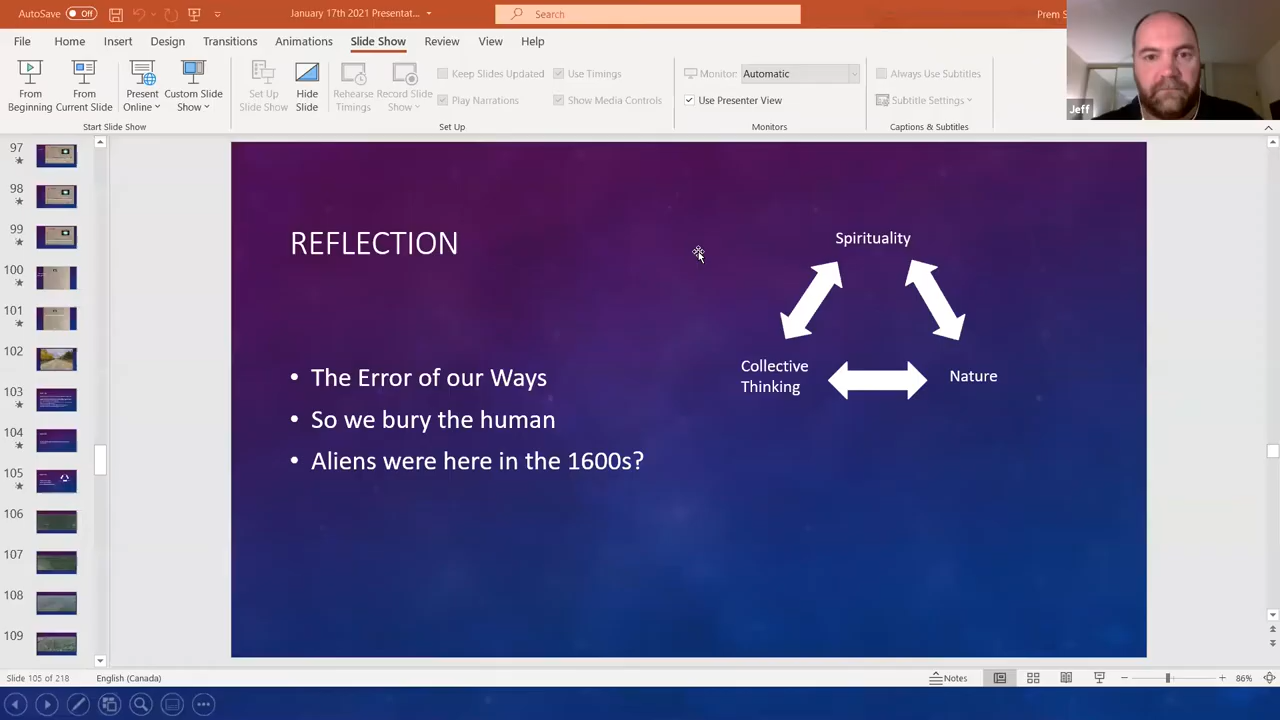 AutoSave Off
January 17th 2021 Presentat...
Search
Prem S
File Home Insert Design Transitions Animations Slide Show Review View Help
From Beginning
From Current Slide
Present Online
Custom Slide Show
Start Slide Show
Set Up Slide Show
Hide Slide
Rehearse Timings
Record Slide Show
Keep Slides Updated
Play Narrations
Use Timings
Show Media Controls
Set Up
Monitor: Automatic
Use Presenter View
Monitors
Always Use Subtitles
Subtitle Settings
Captions & Subtitles
Jeff
97
98
99
100
101
102
103
104
105
106
107
108
109
REFLECTION
• The Error of our Ways
• So we bury the human
• Aliens were here in the 1600s?
Spirituality
Collective
Thinking
Nature
Slide 105 of 218
English (Canada)
Notes
86%